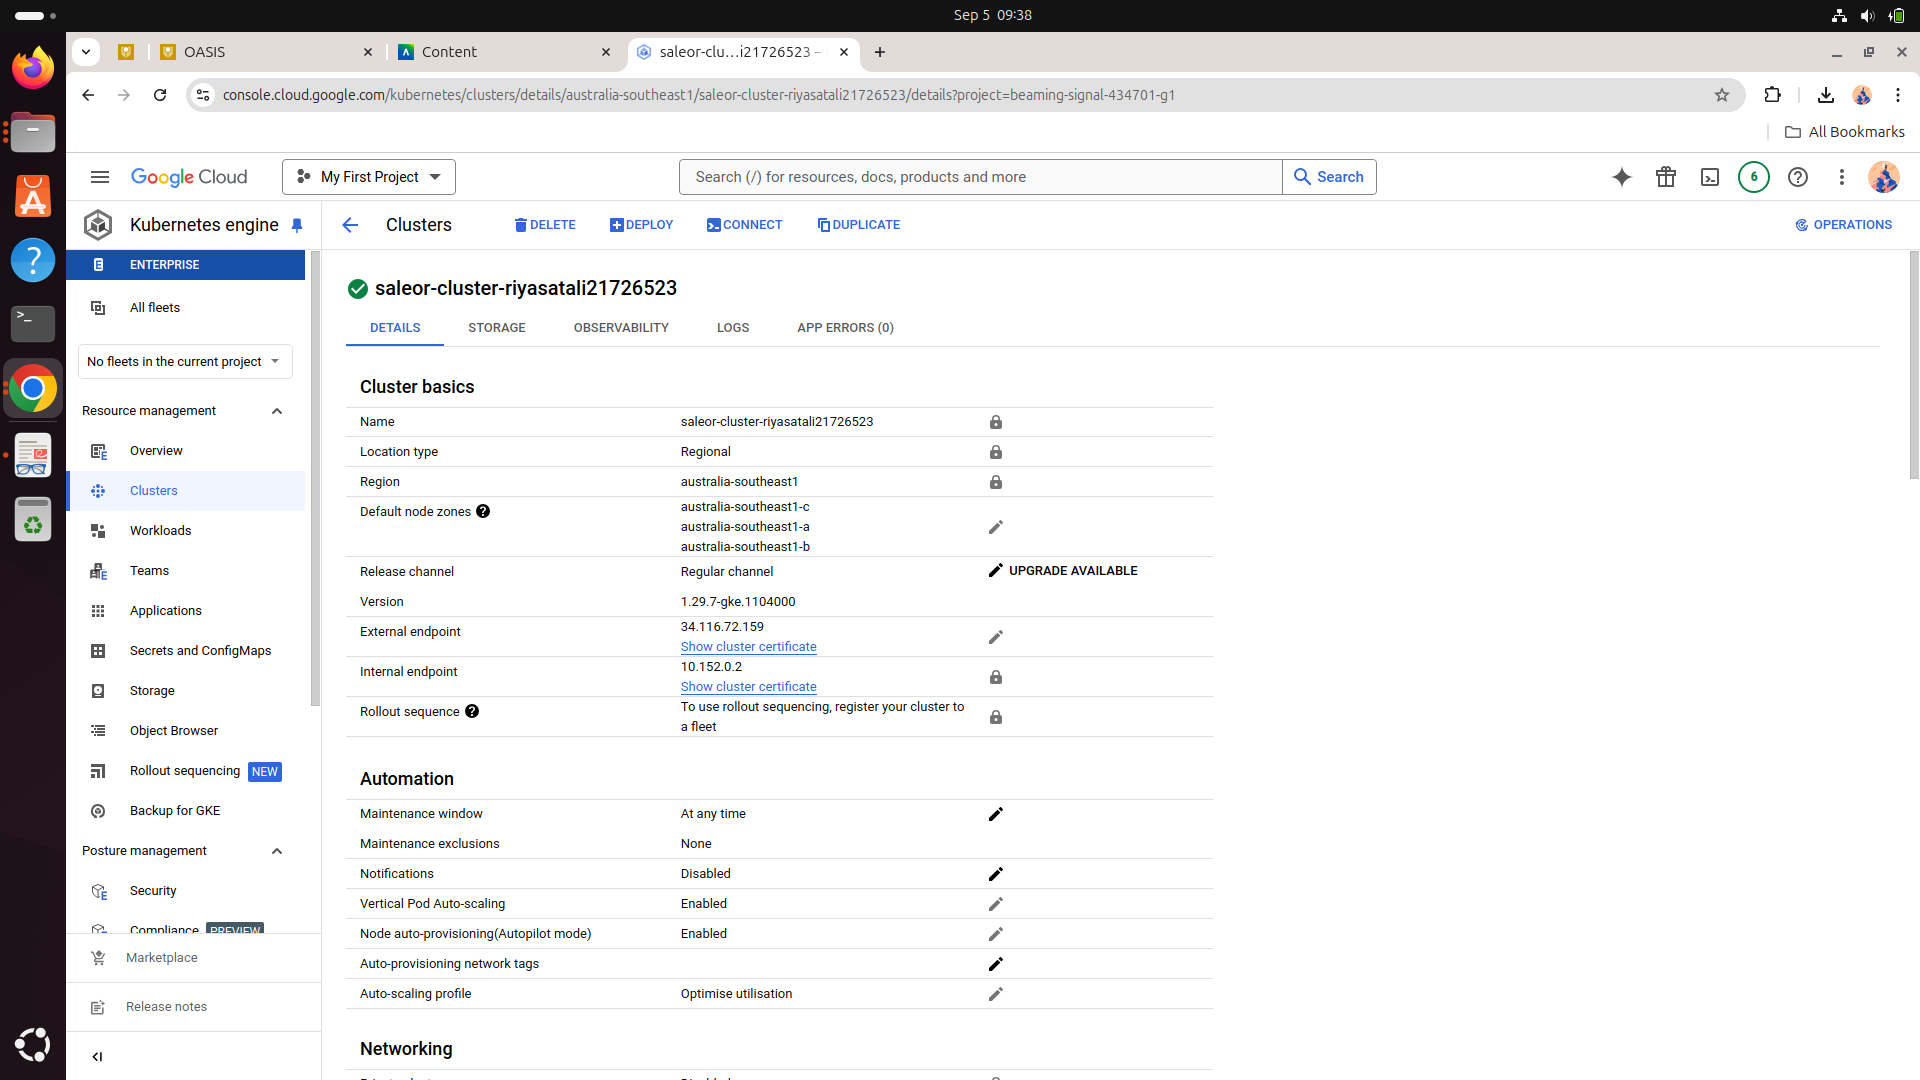 Sep 5 09:38
OASIS
Content
saleor-clu…i21726523 –
console.cloud.google.com/kubernetes/clusters/details/australia-southeast1/saleor-cluster-riyasatali21726523/details?project=beaming-signal-434701-g1
All Bookmarks
Google Cloud
My First Project
Search (/) for resources, docs, products and more
Search
6
Kubernetes engine
Clusters
DELETE
DEPLOY
CONNECT
DUPLICATE
OPERATIONS
ENTERPRISE
All fleets
No fleets in the current project
Resource management
Overview
Clusters
Workloads
Teams
Applications
Secrets and ConfigMaps
Storage
Object Browser
Rollout sequencing NEW
Backup for GKE
Posture management
Security
Compliance PREVIEW
Marketplace
Release notes
saleor-cluster-riyasatali21726523
DETAILS
STORAGE
OBSERVABILITY
LOGS
APP ERRORS (0)
Cluster basics
Name saleor-cluster-riyasatali21726523
Location type Regional
Region australia-southeast1
Default node zones australia-southeast1-c
australia-southeast1-a
australia-southeast1-b
Release channel Regular channel UPGRADE AVAILABLE
Version 1.29.7-gke.1104000
External endpoint 34.116.72.159
Show cluster certificate
Internal endpoint 10.152.0.2
Show cluster certificate
Rollout sequence To use rollout sequencing, register your cluster to
a fleet
Automation
Maintenance window At any time
Maintenance exclusions None
Notifications Disabled
Vertical Pod Auto-scaling Enabled
Node auto-provisioning(Autopilot mode) Enabled
Auto-provisioning network tags
Auto-scaling profile Optimise utilisation
Networking